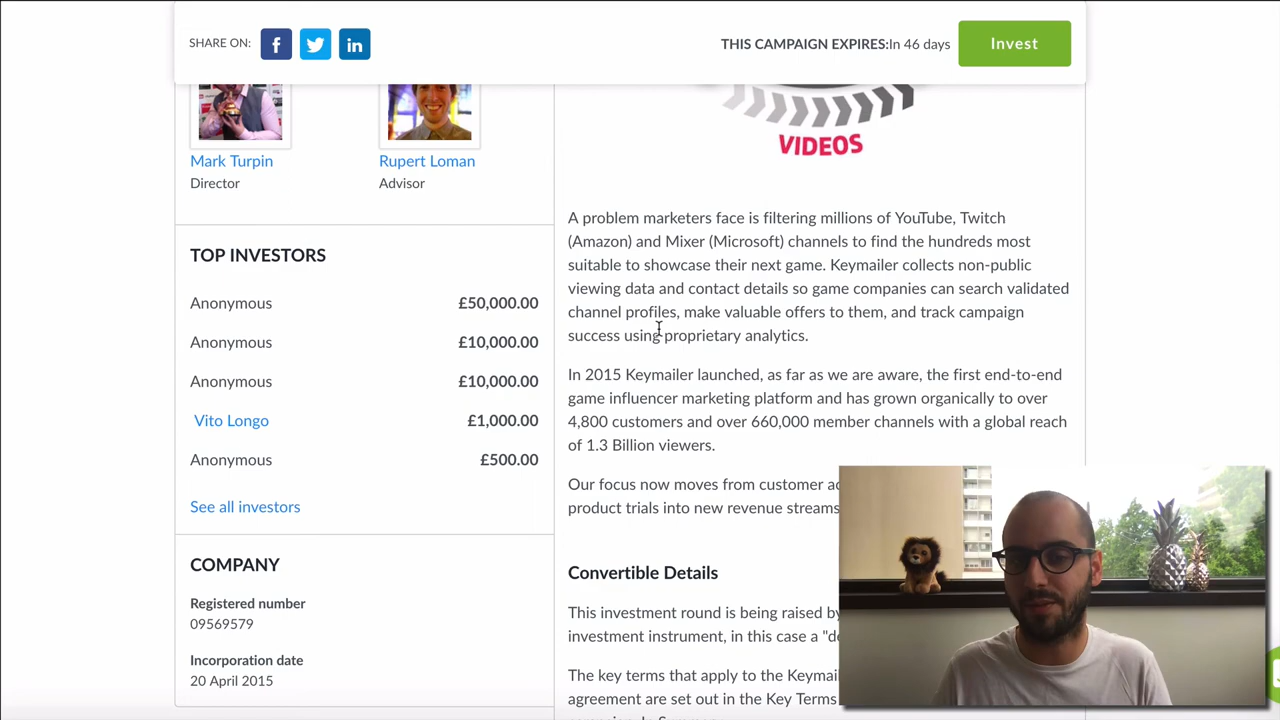 SHARE ON:
THIS CAMPAIGN EXPIRES:In 46 days
Invest
Mark Turpin
Director
Rupert Loman
Advisor
TOP INVESTORS
Anonymous £50,000.00
Anonymous £10,000.00
Anonymous £10,000.00
Vito Longo £1,000.00
Anonymous £500.00
See all investors
COMPANY
Registered number
09569579
Incorporation date
20 April 2015
VIDEOS
A problem marketers face is filtering millions of YouTube, Twitch
(Amazon) and Mixer (Microsoft) channels to find the hundreds most
suitable to showcase their next game. Keymailer collects non-public
viewing data and contact details so game companies can search validated
channel profiles, make valuable offers to them, and track campaign
success using proprietary analytics.
In 2015 Keymailer launched, as far as we are aware, the first end-to-end
game influencer marketing platform and has grown organically to over
4,800 customers and over 660,000 member channels with a global reach
of 1.3 Billion viewers.
Our focus now moves from customer
product trials into new revenue streams
Convertible Details
This investment round is being raised by
investment instrument, in this case a
The key terms that apply to the
agreement are set out in the Key Terms